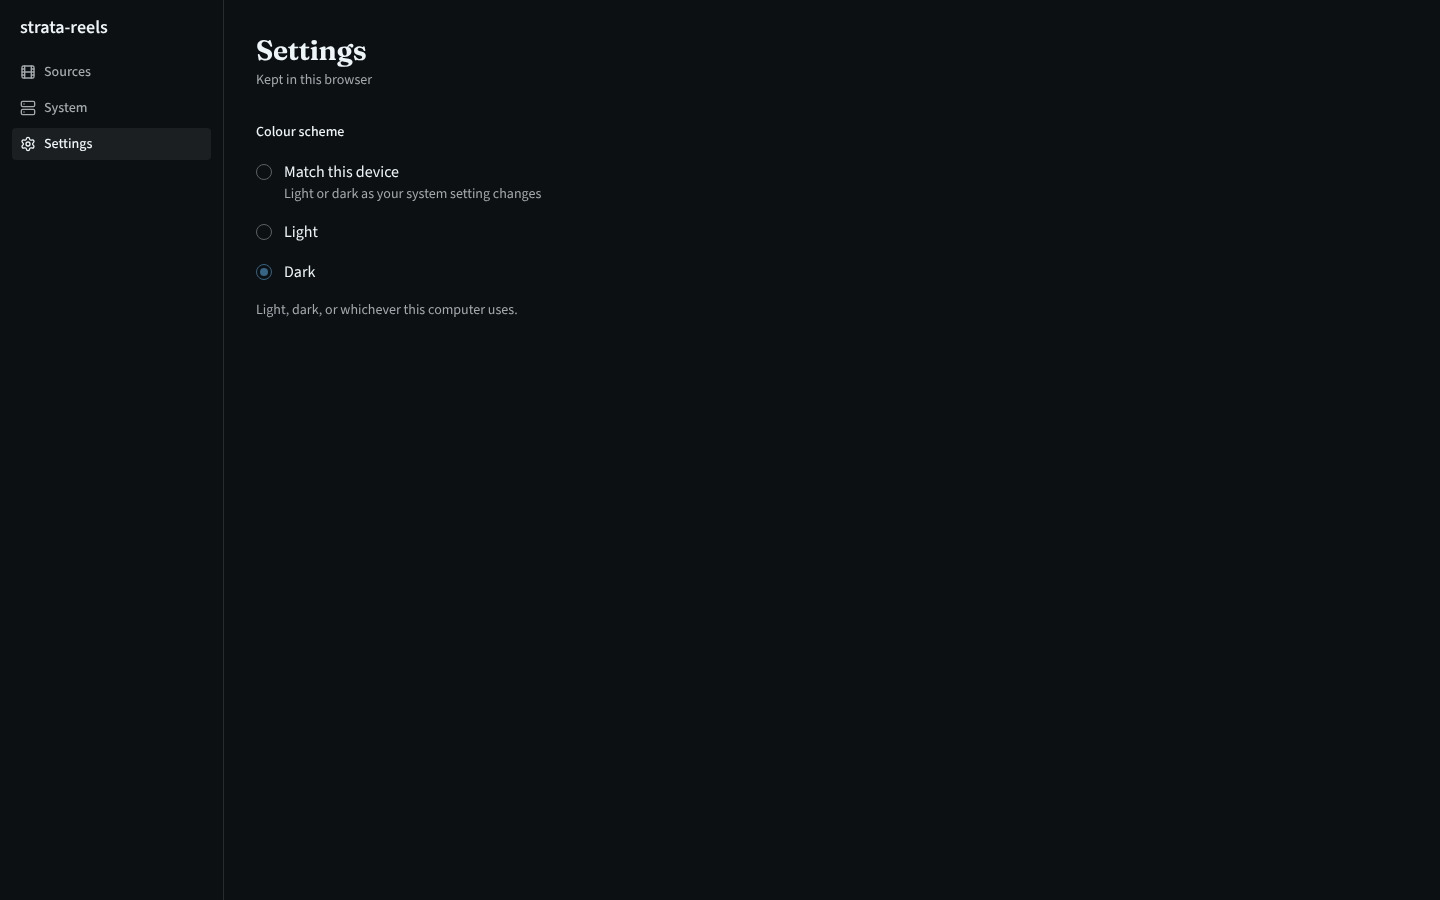 strata-reels
Sources
System
Settings
Settings
Kept in this browser
Colour scheme
Match this device
Light or dark as your system setting changes
Light
Dark
Light, dark, or whichever this computer uses.